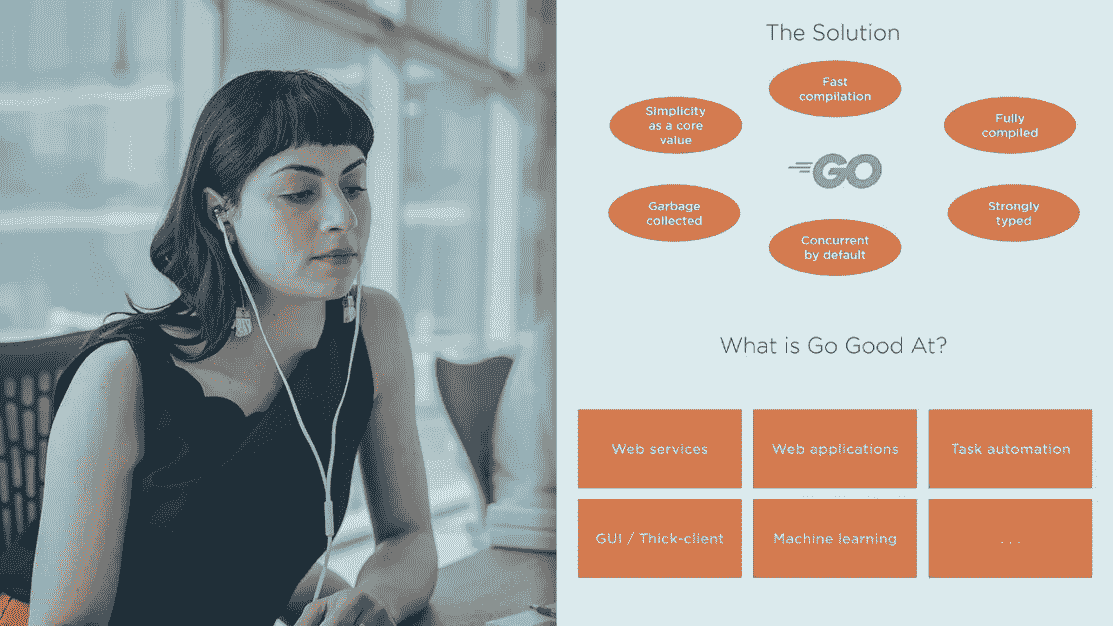 The Solution
Fast
compilation
Simplicity
as a core
value
Fully
compiled
GO
Garbage
collected
Strongly
typed
Concurrent
by default
What is Go Good At?
Web services
Web applications
Task automation
GUI / Thick-client
Machine learning
. . .